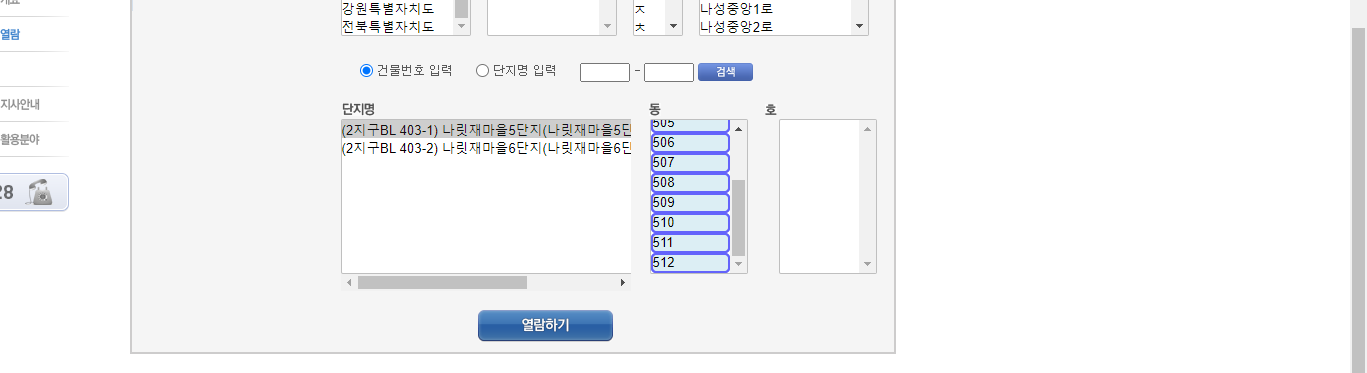 강원특별자치도
전북특별자치도
ㅈ
ㅊ
나성중앙1로
나성중앙2로
열람
지사안내
활용분야
28
건물번호 입력
단지명 입력
-
검색
단지명
동
호
(2지구BL 403-1) 나릿재마을5단지(나릿재마을5단
(2지구BL 403-2) 나릿재마을6단지(나릿재마을6단
505
506
507
508
509
510
511
512
열람하기